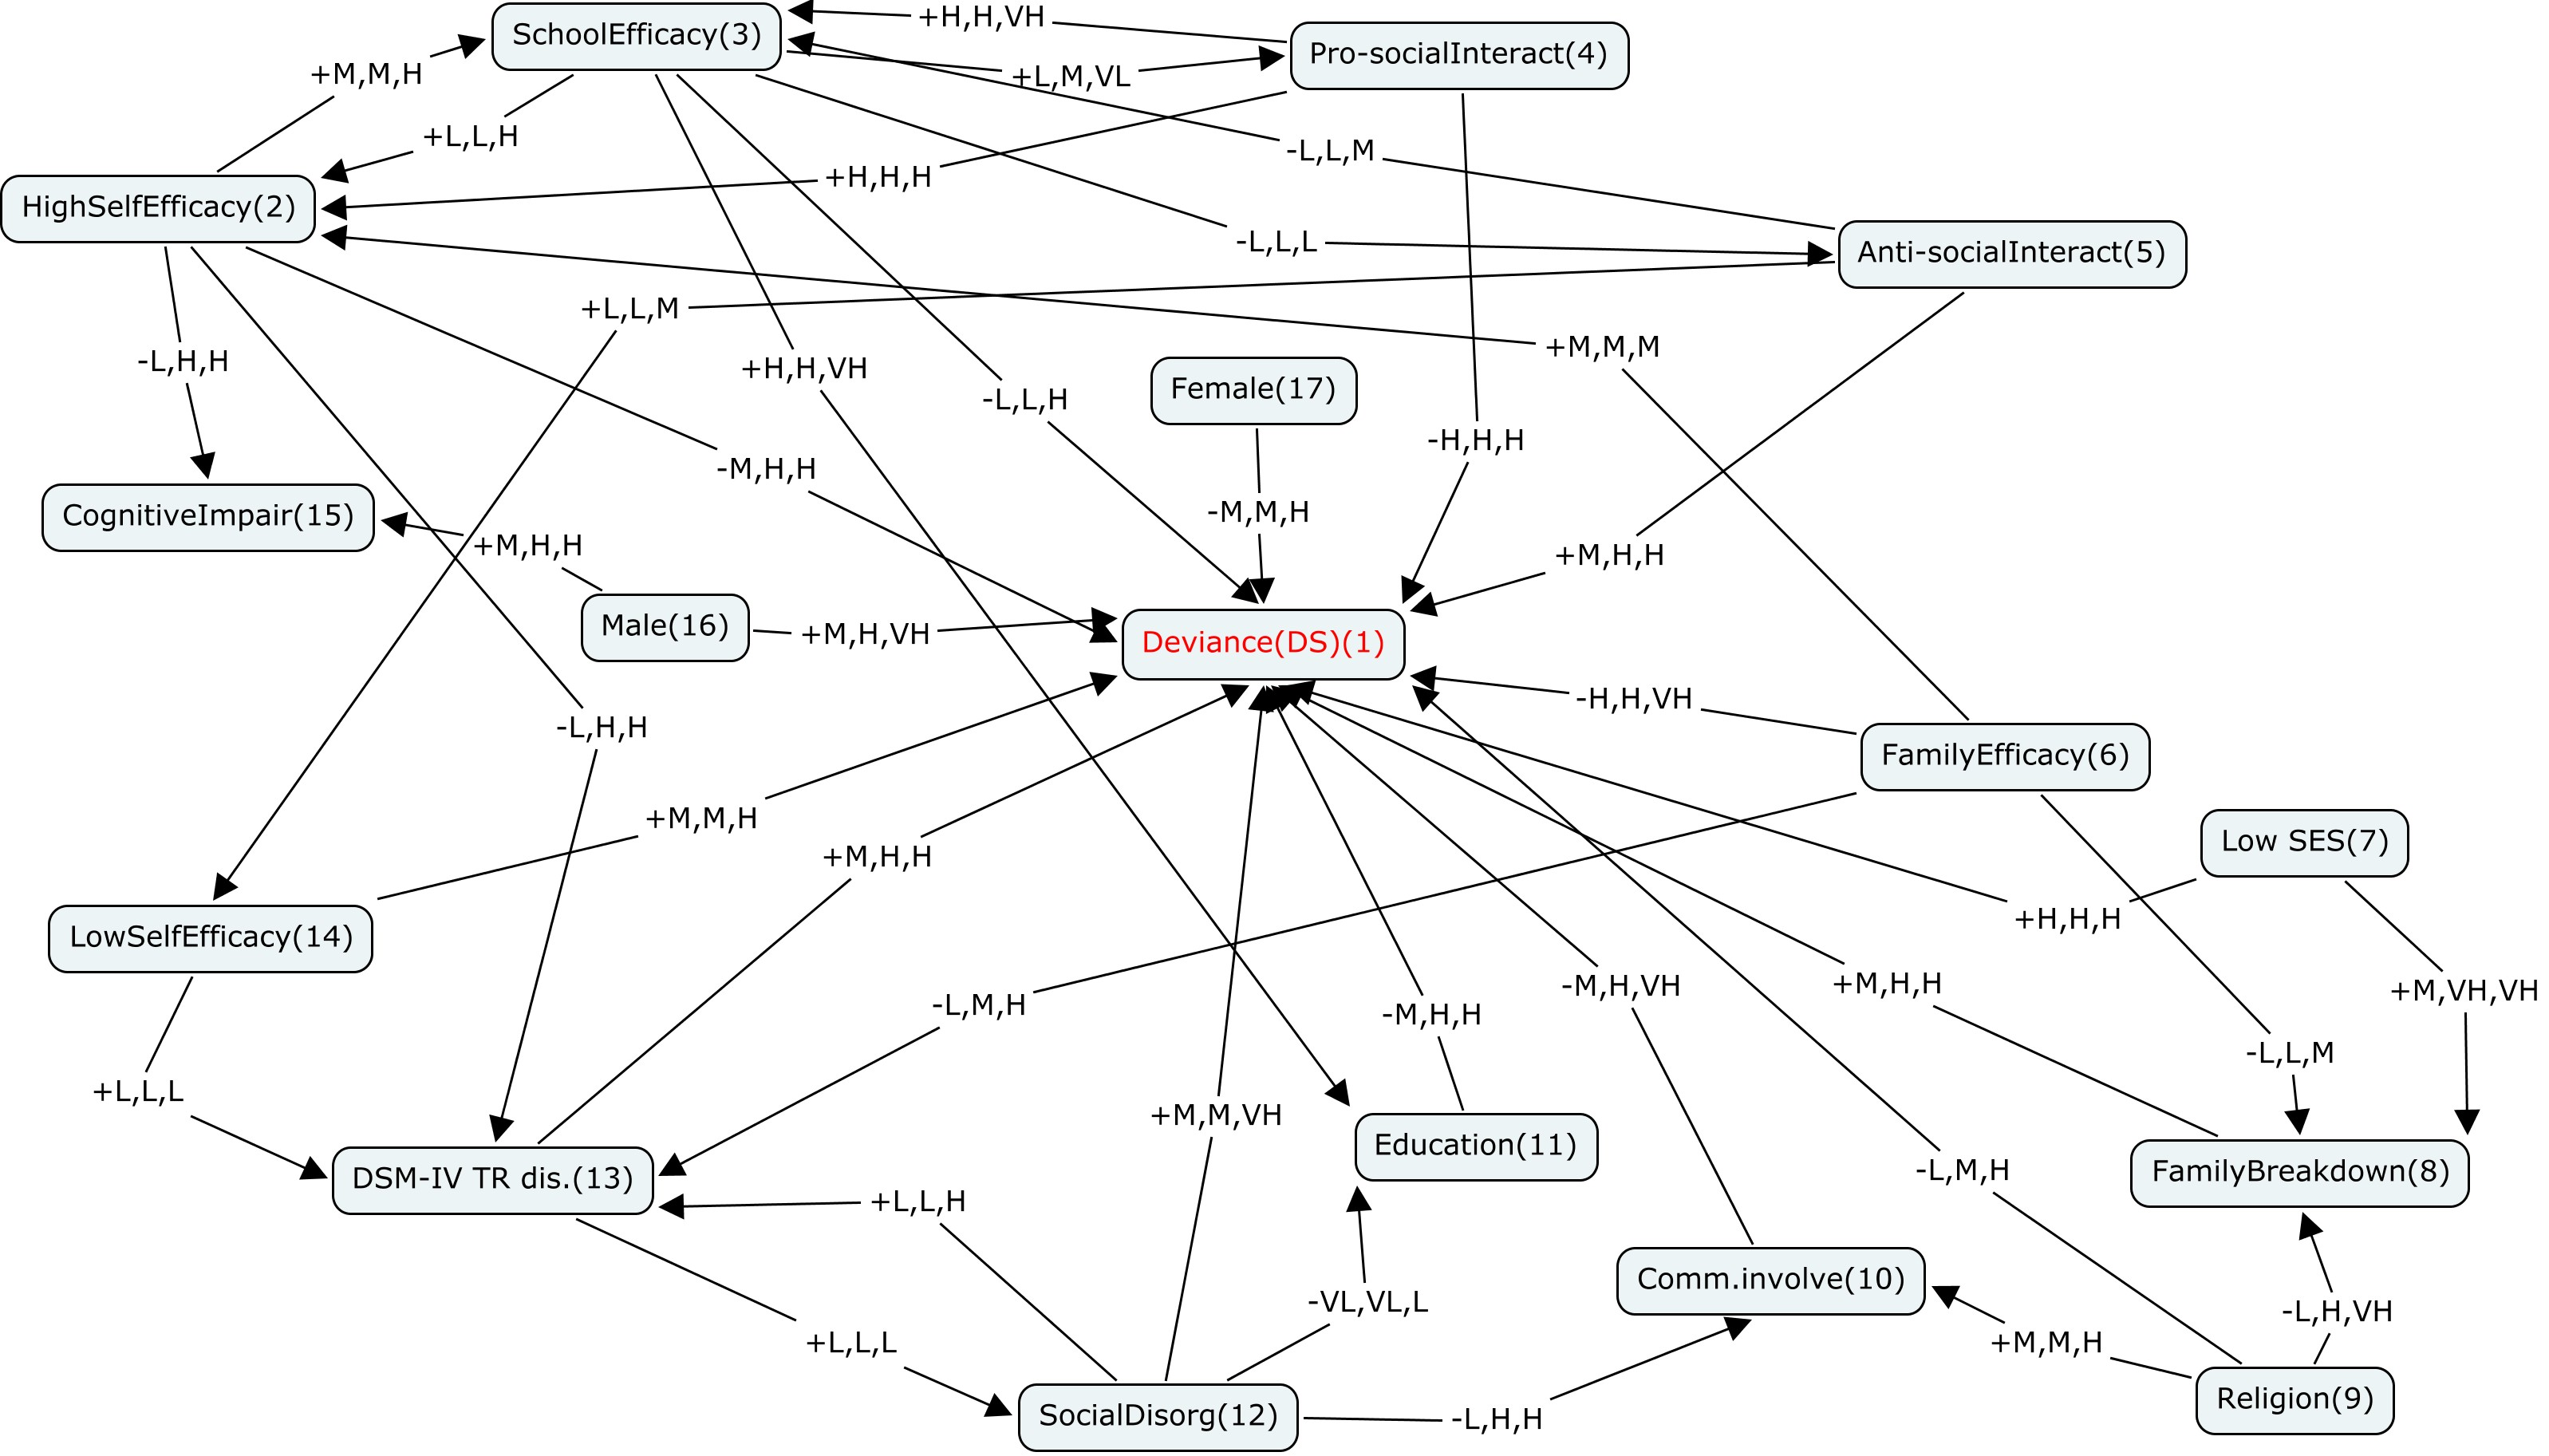 +H,H,VH
SchoolEfficacy(3)
Pro-socialInteract(4)
+M,M,H
+L,M,VL
+L,L,H
-L,L,M
+H,H,H
HighSelfEfficacy(2)
-L,L,L
Anti-socialInteract(5)
+L,L,M
+M,M,M
-L,H,H
+H,H,VH
Female(17)
-L,L,H
-H,H,H
-M,H,H
CognitiveImpair(15)
-M,M,H
+M,H,H
+M,H,H
Male(16)
+M,H,VH
Deviance(DS)(1)
-H,H,VH
-L,H,H
FamilyEfficacy(6)
+M,M,H
Low SES(7)
+M,H,H
+H,H,H
LowSelfEfficacy(14)
-M,H,VH
+M,H,H
+M,VH,VH
-L,M,H
-M,H,H
-L,L,M
+L,L,L
+M,M,VH
Education(11)
-L,M,H
FamilyBreakdown(8)
DSM-IV TR dis.(13)
+L,L,H
Comm.involve(10)
-VL,VL,L
-L,H,VH
+L,L,L
+M,M,H
Religion(9)
SocialDisorg(12)
-L,H,H